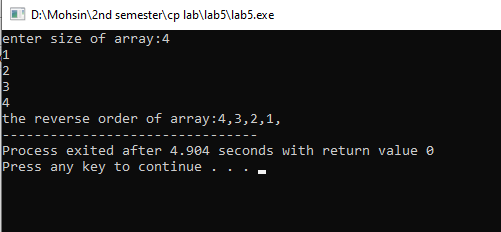 D:\Mohsin\2nd semester\cp lab\lab5\lab5.exe
enter size of array:4
1
2
3
4
the reverse order of array:4,3,2,1,
--------------------------------
Process exited after 4.904 seconds with return value 0
Press any key to continue . . .